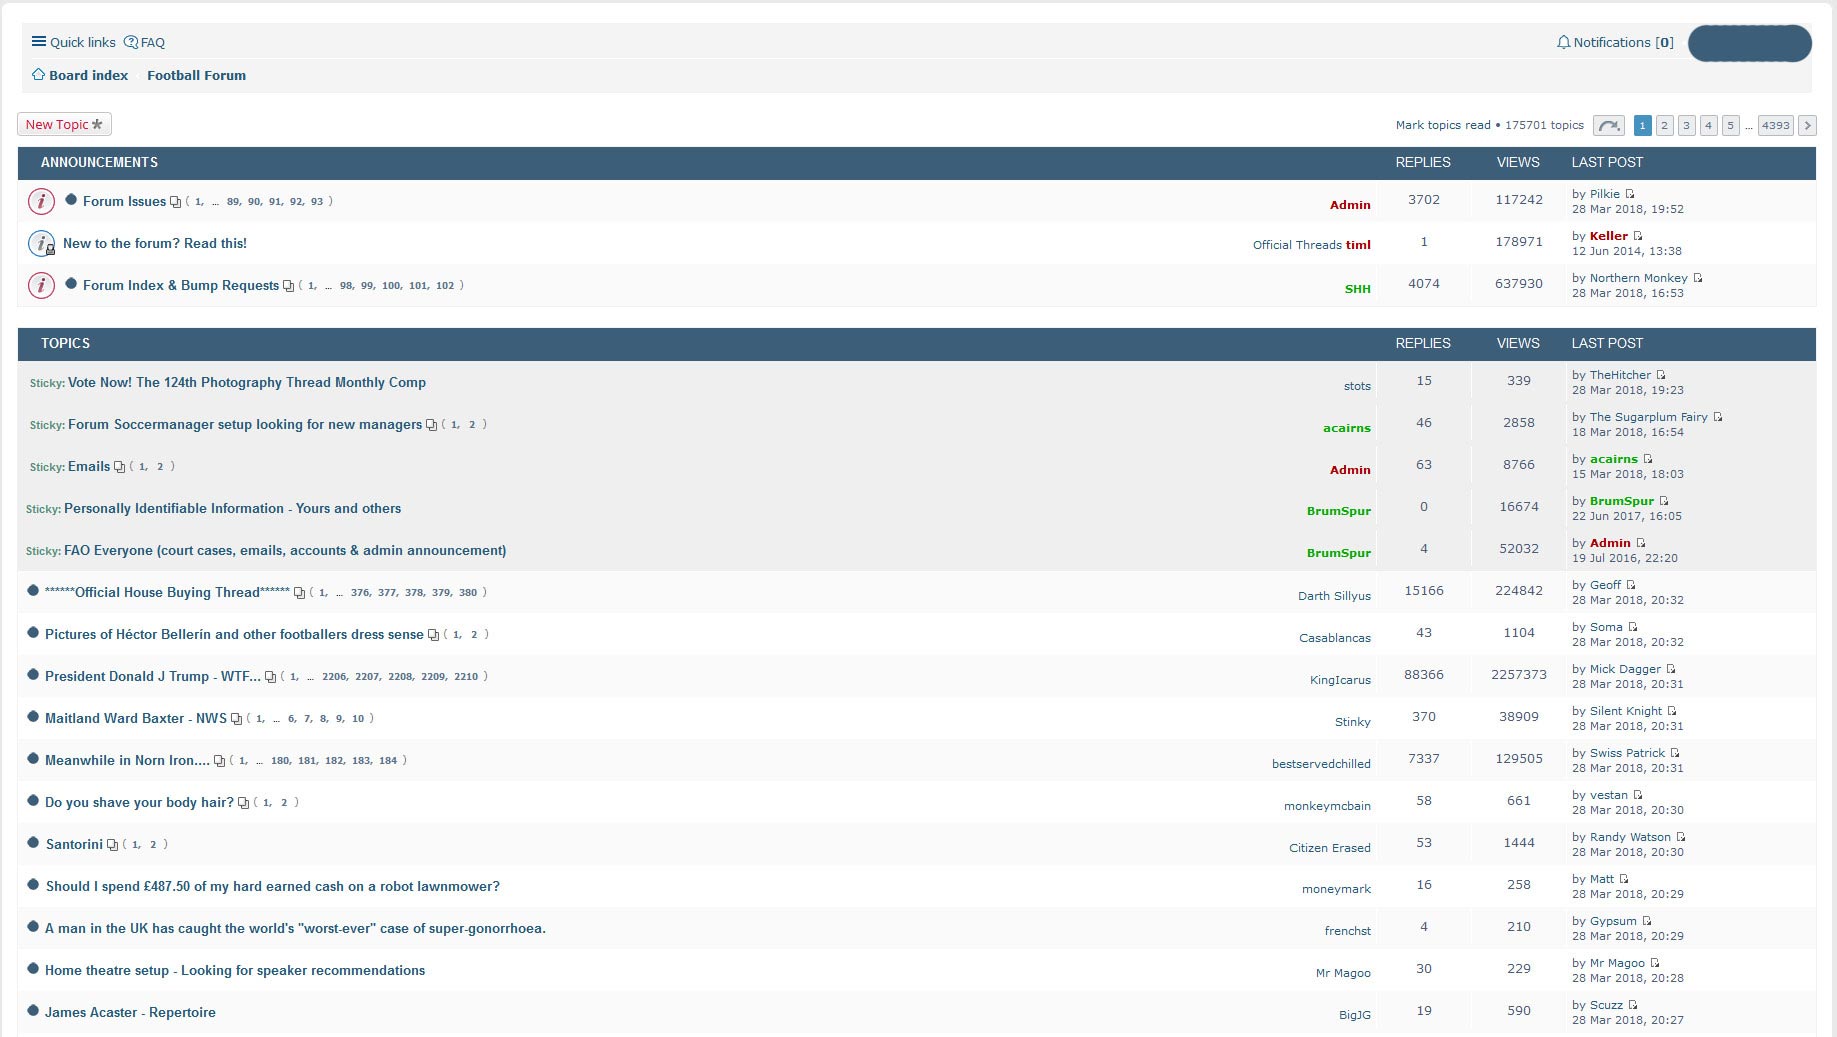 Quick links FAQ Notifications [0]
Board index Football Forum
New Topic Mark topics read • 175701 topics 1 2 3 4 5 ... 4393
ANNOUNCEMENTS REPLIES VIEWS LAST POST
Forum Issues ( 1, ... 89, 90, 91, 92, 93 ) Admin 3702 117242 by Pilkie
28 Mar 2018, 19:52
New to the forum? Read this! Official Threads timl 1 178971 by Keller
12 Jun 2014, 13:38
Forum Index & Bump Requests ( 1, ... 98, 99, 100, 101, 102 ) SHH 4074 637930 by Northern Monkey
28 Mar 2018, 16:53
TOPICS REPLIES VIEWS LAST POST
Sticky: Vote Now! The 124th Photography Thread Monthly Comp stots 15 339 by TheHitcher
28 Mar 2018, 19:23
Sticky: Forum Soccermanager setup looking for new managers ( 1, 2 ) acairns 46 2858 by The Sugarplum Fairy
18 Mar 2018, 16:54
Sticky: Emails ( 1, 2 ) Admin 63 8766 by acairns
15 Mar 2018, 18:03
Sticky: Personally Identifiable Information - Yours and others BrumSpur 0 16674 by BrumSpur
22 Jun 2017, 16:05
Sticky: FAO Everyone (court cases, emails, accounts & admin announcement) BrumSpur 4 52032 by Admin
19 Jul 2016, 22:20
******Official House Buying Thread****** ( 1, ... 376, 377, 378, 379, 380 ) Darth Sillyus 15166 224842 by Geoff
28 Mar 2018, 20:32
Pictures of Héctor Bellerín and other footballers dress sense ( 1, 2 ) Casablancas 43 1104 by Soma
28 Mar 2018, 20:32
President Donald J Trump - WTF... ( 1, ... 2206, 2207, 2208, 2209, 2210 ) KingIcarus 88366 2257373 by Mick Dagger
28 Mar 2018, 20:31
Maitland Ward Baxter - NWS ( 1, ... 6, 7, 8, 9, 10 ) Stinky 370 38909 by Silent Knight
28 Mar 2018, 20:31
Meanwhile in Norn Iron.... ( 1, ... 180, 181, 182, 183, 184 ) bestservedchilled 7337 129505 by Swiss Patrick
28 Mar 2018, 20:31
Do you shave your body hair? ( 1, 2 ) monkeymcbain 58 661 by vestan
28 Mar 2018, 20:30
Santorini ( 1, 2 ) Citizen Erased 53 1444 by Randy Watson
28 Mar 2018, 20:30
Should I spend £487.50 of my hard earned cash on a robot lawnmower? moneymark 16 258 by Matt
28 Mar 2018, 20:29
A man in the UK has caught the world's "worst-ever" case of super-gonorrhoea. frenchst 4 210 by Gypsum
28 Mar 2018, 20:29
Home theatre setup - Looking for speaker recommendations Mr Magoo 30 229 by Mr Magoo
28 Mar 2018, 20:28
James Acaster - Repertoire BigJG 19 590 by Scuzz
28 Mar 2018, 20:27